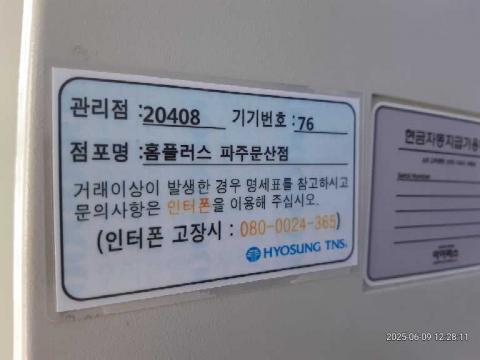 관리점 : 20408 기기번호 : 76
점포명 : 홈플러스 파주문산점
거래이상이 발생한 경우 명세표를 참고하시고
문의사항은 인터폰을 이용해 주십시오.
(인터폰 고장시 : 080-0024-365)
HYOSUNG TNS
현금자동지급기용
Serial Number
2025-06-09 12:28:11